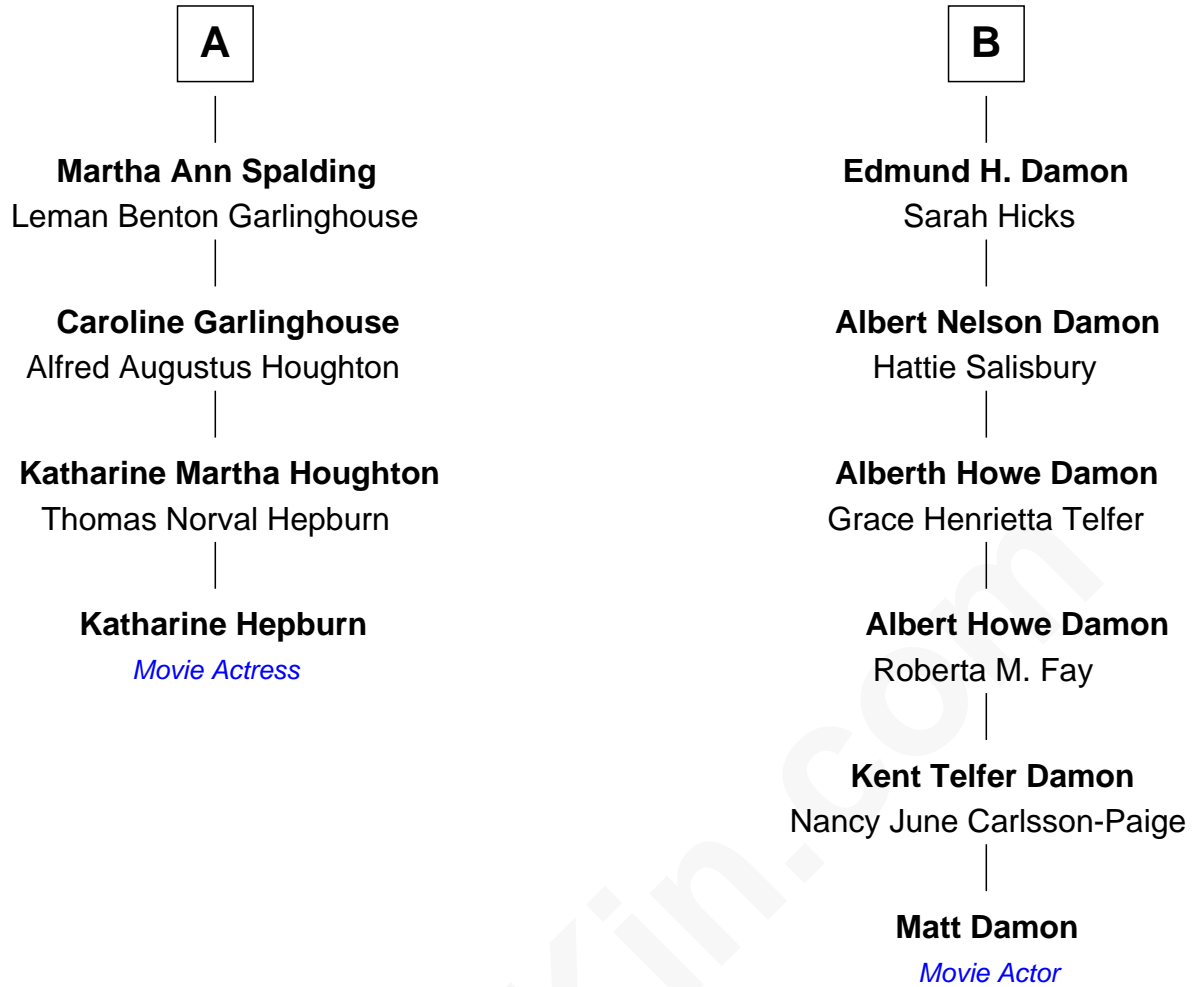 A
Martha Ann Spalding
Leman Benton Garlinghouse
Caroline Garlinghouse
Alfred Augustus Houghton
Katharine Martha Houghton
Thomas Norval Hepburn
Katharine Hepburn
Movie Actress
B
Edmund H. Damon
Sarah Hicks
Albert Nelson Damon
Hattie Salisbury
Alberth Howe Damon
Grace Henrietta Telfer
Albert Howe Damon
Roberta M. Fay
Kent Telfer Damon
Nancy June Carlsson-Paige
Matt Damon
Movie Actor
Kin.com